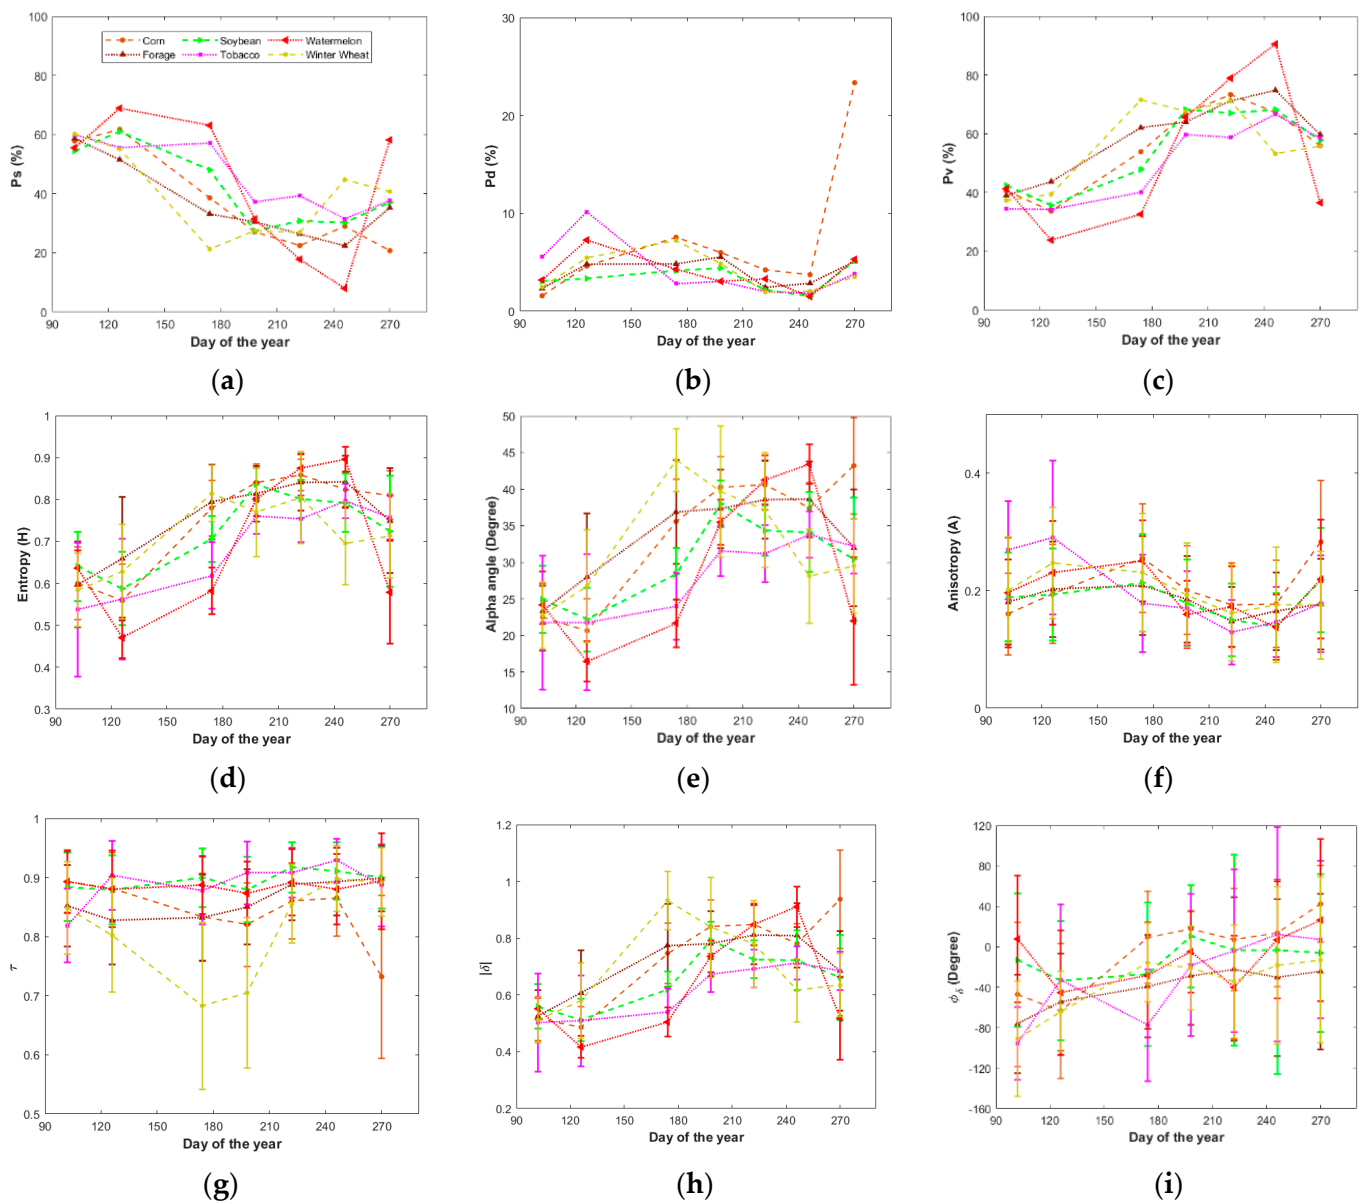 100
80
60
40
20
0
Ps (%)
Corn Soybean Watermelon
Forage Tobacco Winter Wheat
90 120 150 180 210 240 270
Day of the year
(a)
30
20
10
0
Pd (%)
90 120 150 180 210 240 270
Day of the year
(b)
100
80
60
40
20
0
Pv (%)
90 120 150 180 210 240 270
Day of the year
(c)
1
0.9
0.8
0.7
0.6
0.5
0.4
0.3
Entropy (H)
90 120 150 180 210 240 270
Day of the year
(d)
50
45
40
35
30
25
20
15
10
Alpha angle (Degree)
90 120 150 180 210 240 270
Day of the year
(e)
0.4
0.2
0
Anisotropy (A)
90 120 150 180 210 240 270
Day of the year
(f)
1
0.9
0.8
0.7
0.6
0.5
τ
90 120 150 180 210 240 270
Day of the year
(g)
1.2
1
0.8
0.6
0.4
0.2
|δ|
90 120 150 180 210 240 270
Day of the year
(h)
120
80
40
0
-40
-80
-120
-160
ϕδ (Degree)
90 120 150 180 210 240 270
Day of the year
(i)